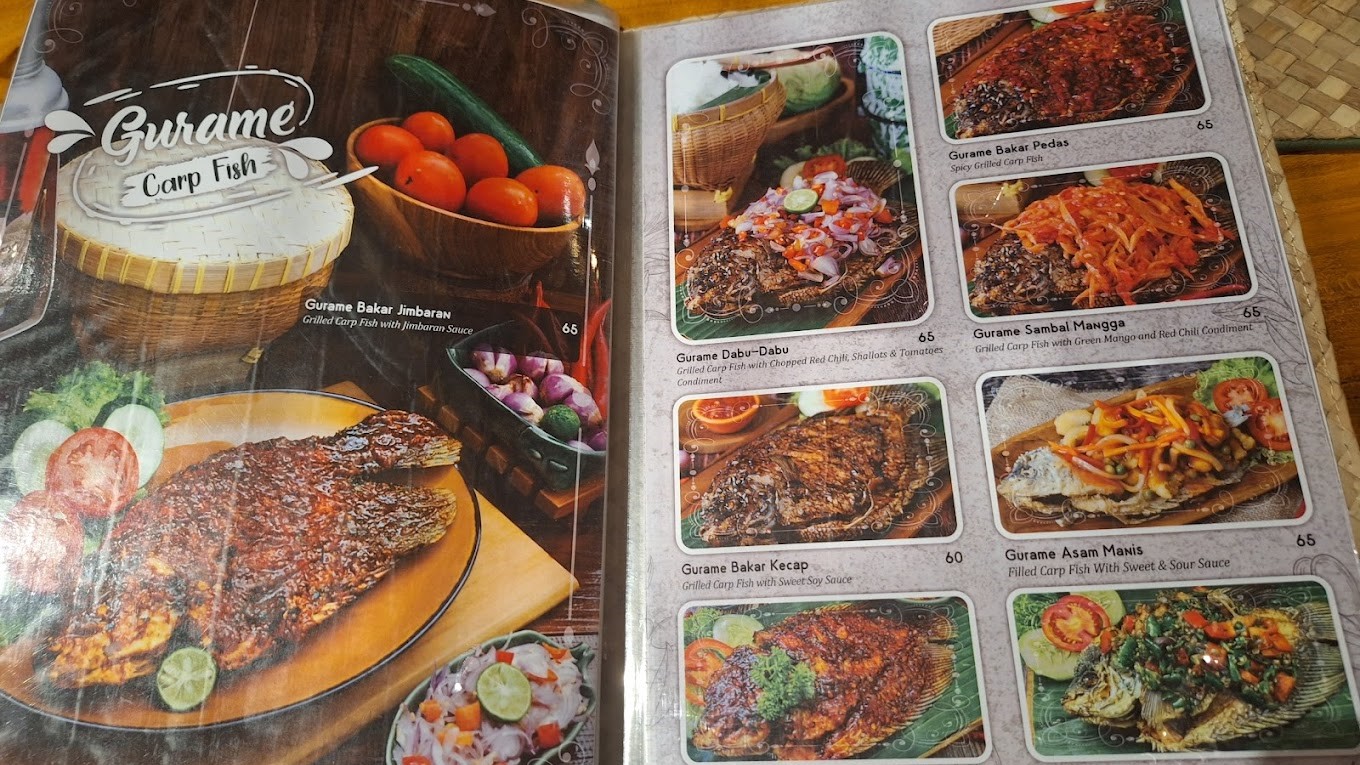 Gurame
Carp Fish
Gurame Bakar Jimbaran
65
Grilled Carp Fish with Jimbaran Sauce
Gurame Dabu-Dabu
65
Grilled Carp Fish with Chopped Red Chili, Shallots & Tomatoes
Condiment
Gurame Bakar Kecap
60
Grilled Carp Fish with Sweet Soy Sauce
65
Gurame Bakar Pedas
Spicy Grilled Carp Fish
65
Gurame Sambal Mangga
Grilled Carp Fish with Green Mango and Red Chili Condiment
65
Gurame Asam Manis
Filled Carp Fish With Sweet & Sour Sauce